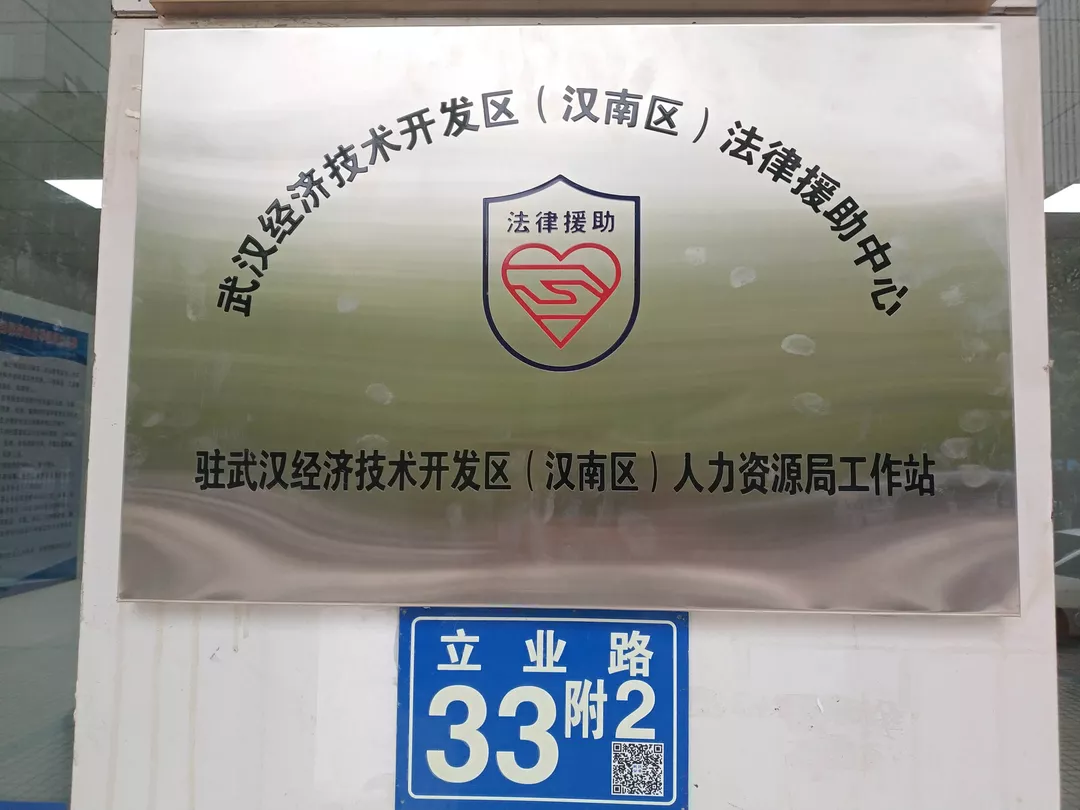 武汉经济技术开发区（汉南区）法律援助中心
法律援助
驻武汉经济技术开发区（汉南区）人力资源局工作站
立业路
33附2